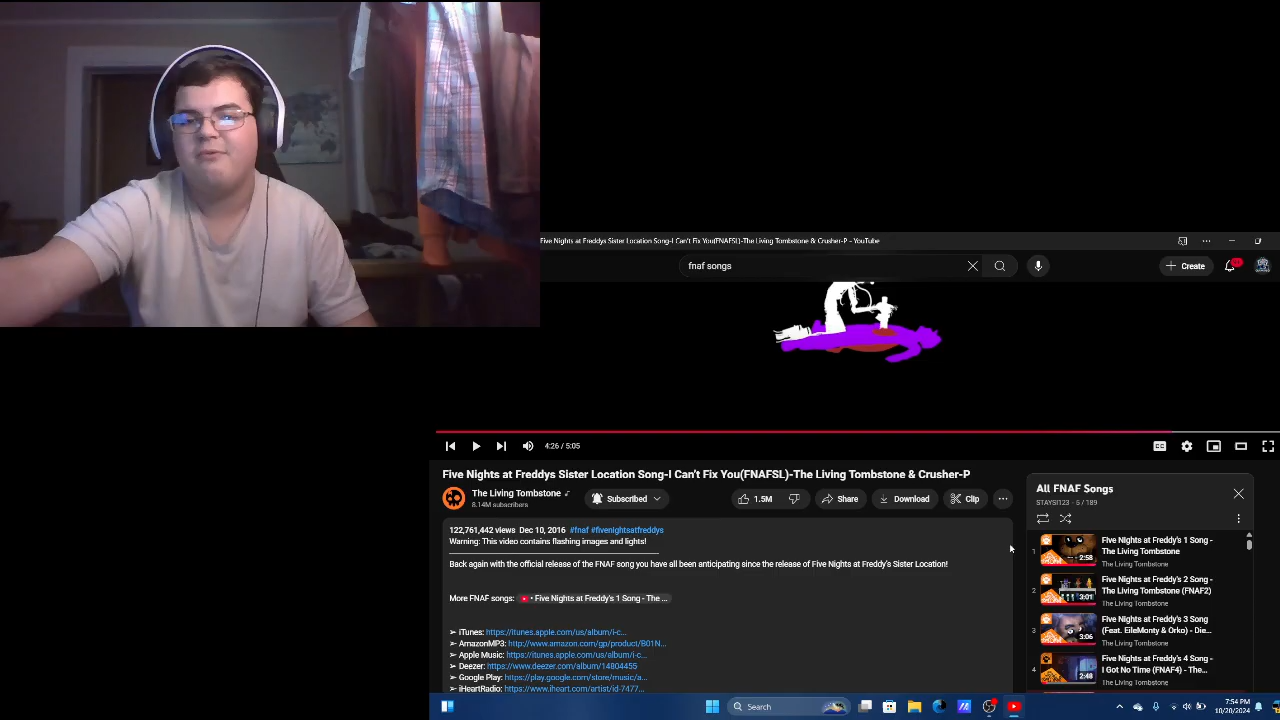 Five Nights at Freddys Sister Location Song-I Can't Fix You(FNAFSL)-The Living Tombstone & Crusher-P - YouTube
fnaf songs
Create
4:26 / 5:05
Five Nights at Freddys Sister Location Song-I Can't Fix You(FNAFSL)-The Living Tombstone & Crusher-P
The Living Tombstone
8.14M subscribers
Subscribed
1.5M
Share
Download
Clip
122,761,442 views Dec 10, 2016 #fnaf #fivenightsatfreddys
Warning: This video contains flashing images and lights!
Back again with the official release of the FNAF song you have all been anticipating since the release of Five Nights at Freddy's Sister Location!
More FNAF songs: • Five Nights at Freddy's 1 Song - The ...
➢ iTunes: https://itunes.apple.com/us/album/i-c...
➢ AmazonMP3: http://www.amazon.com/gp/product/B01N...
➢ Apple Music: https://itunes.apple.com/us/album/i-c...
➢ Deezer: https://www.deezer.com/album/14804455
➢ Google Play: https://play.google.com/store/music/a...
➢ iHeartRadio: https://www.iheart.com/artist/id-7477...
All FNAF Songs
STAYS!123 - 5 / 189
1
2:58
Five Nights at Freddy's 1 Song -
The Living Tombstone
The Living Tombstone
2
3:01
Five Nights at Freddy's 2 Song -
The Living Tombstone (FNAF2)
The Living Tombstone
3
3:06
Five Nights at Freddy's 3 Song
(Feat. EileMonty & Orko) - De...
The Living Tombstone
4
2:48
Five Nights at Freddy's 4 Song -
I Got No Time (FNAF4) - The...
The Living Tombstone
Search
7:54 PM
10/20/2024